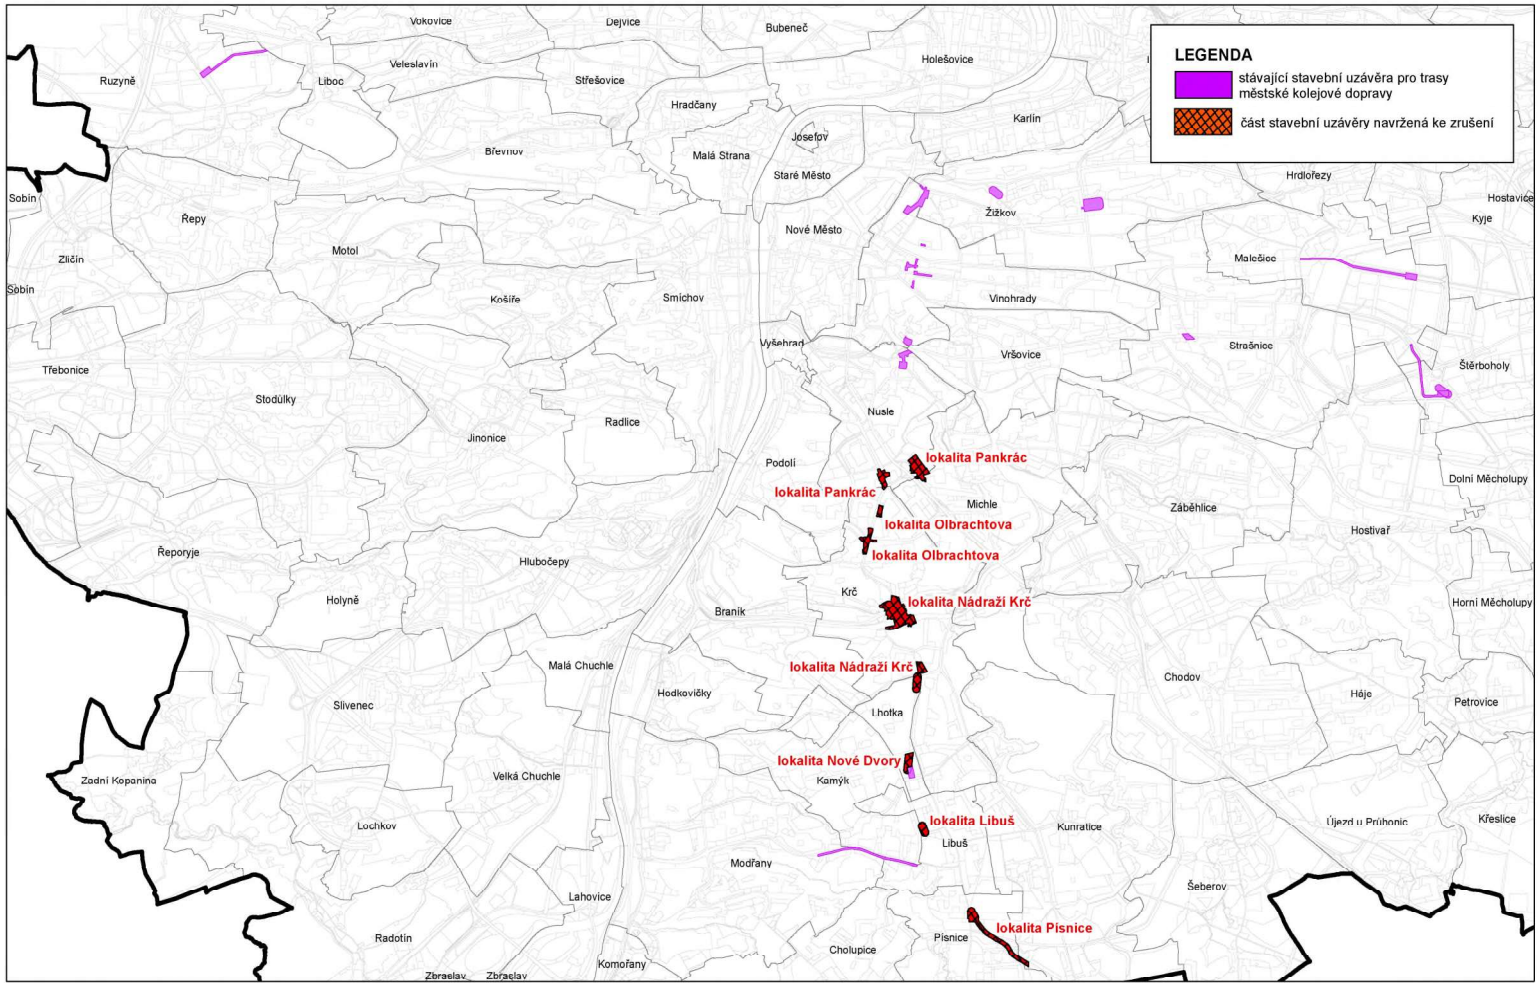 Vokovice
Dejvice
Bubeneč
Holešovice
LEGENDA
stávající stavební uzávěra pro trasy
městské kolejové dopravy
část stavební uzávěry navržená ke zrušení
Ruzyně
Liboc
Veleslavín
Střešovice
Hradčany
Karlín
Josefov
Malá Strana
Břevnov
Staré Město
Hrdlořezy
Sobín
Hostavice
Kyje
Řepy
Žižkov
Nové Město
Motol
Zličín
Malešice
Sobín
Košíře
Smíchov
Vinohrady
Vyšehrad
Vršovice
Strašnice
Třebonice
Štěrboholy
Stodůlky
Nusle
Radlice
Jinonice
lokalita Pankrác
Podolí
Dolní Měcholupy
lokalita Pankrác
Michle
Záběhlice
lokalita Olbrachtova
Hostivař
Řeporyje
lokalita Olbrachtova
Hlubočepy
Krč
Holyně
lokalita Nádraží Krč
Horní Měcholupy
Braník
Malá Chuchle
lokalita Nádraží Krč
Chodov
Hodkovičky
Háje
Petrovice
Slivenec
Lhotka
lokalita Nové Dvory
Velká Chuchle
Zadní Kopanina
Kamýk
lokalita Libuš
Křeslice
Lochkov
Kunratice
Újezd u Průhonic
Libuš
Modřany
Šeberov
Lahovice
lokalita Písnice
Radotín
Písnice
Cholupice
Komořany
Zbraslav
Zbraslav